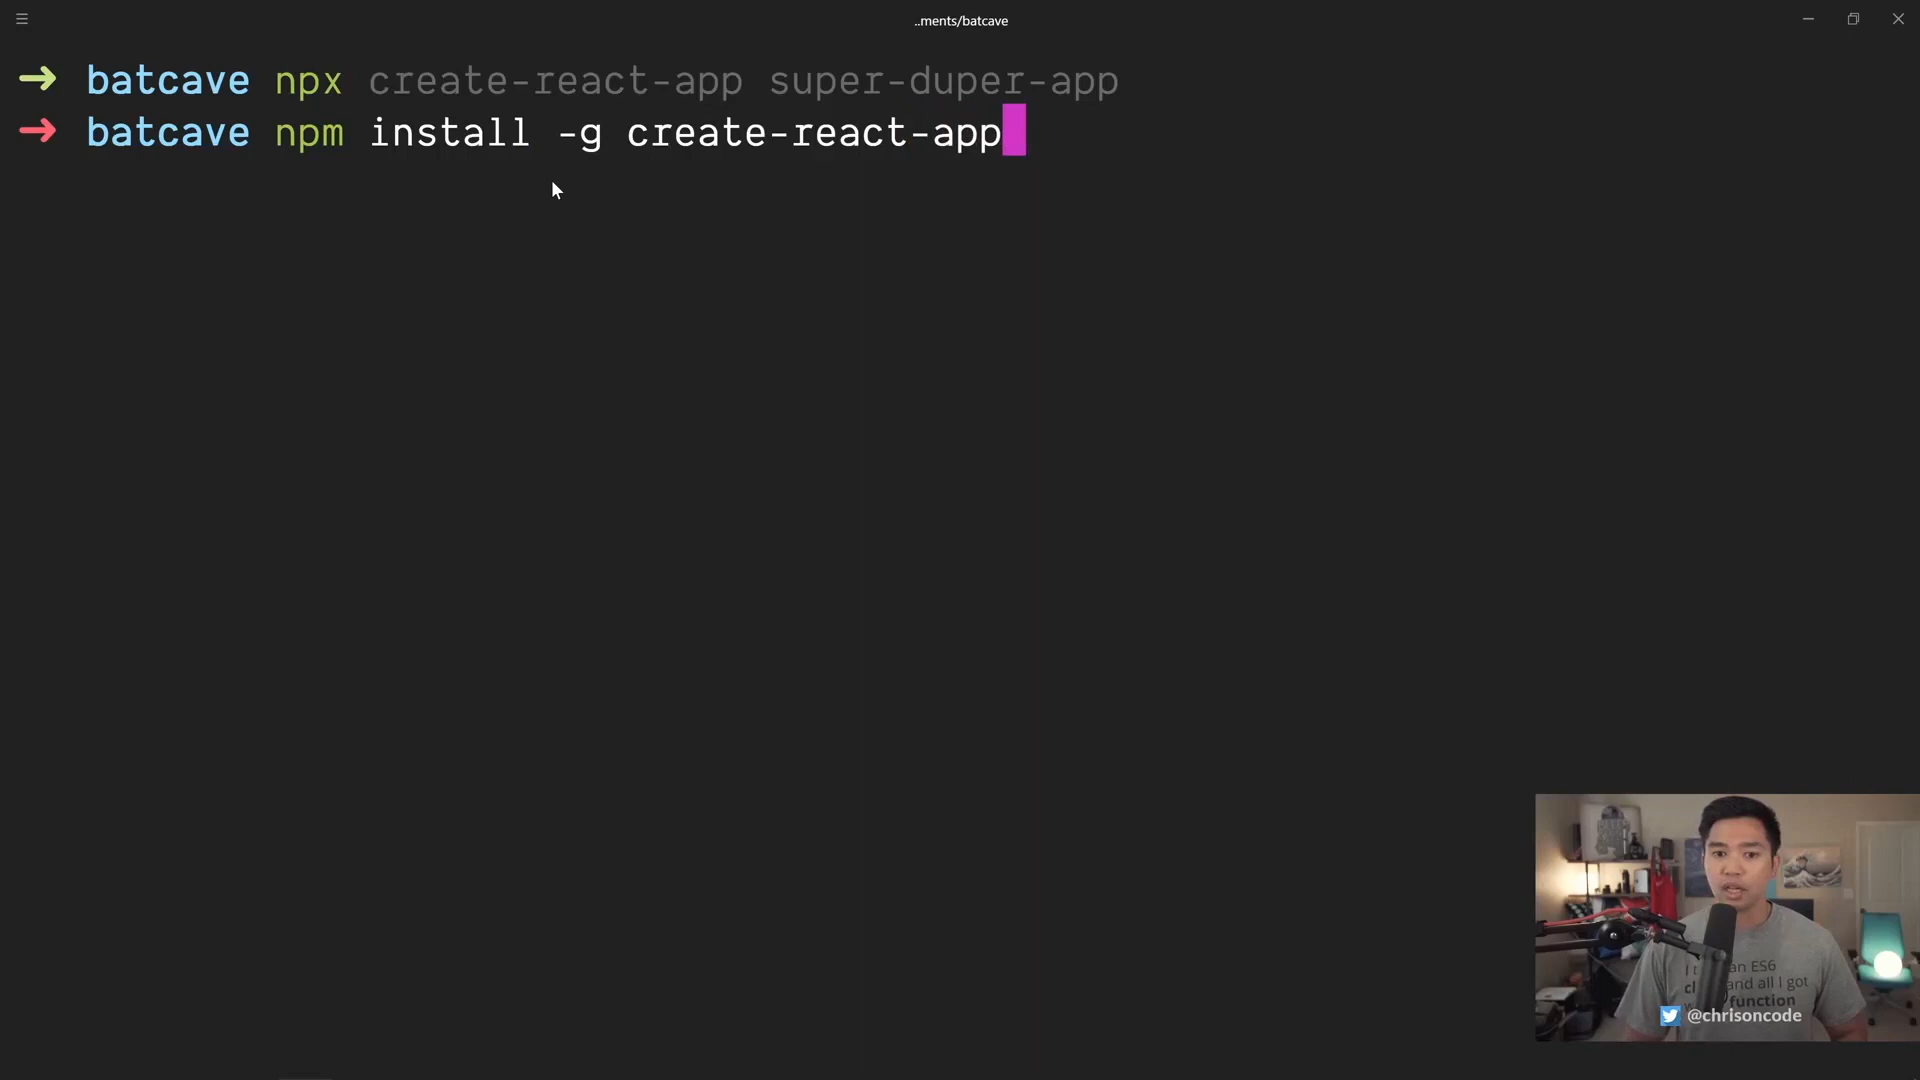 ..ments/batcave
→ batcave npx create-react-app super-duper-app
→ batcave npm install -g create-react-app
an ES6
and all I got
function
@chrisoncode